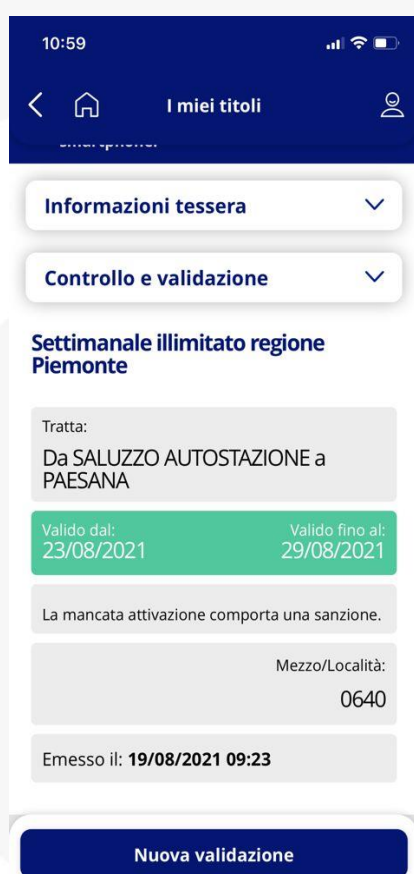 10:59
I miei titoli
smartphone.
Informazioni tessera
Controllo e validazione
Settimanale illimitato regione
Piemonte
Tratta:
Da SALUZZO AUTOSTAZIONE a
PAESANA
Valido dal: Valido fino al:
23/08/2021 29/08/2021
La mancata attivazione comporta una sanzione.
Mezzo/Località:
0640
Emesso il: 19/08/2021 09:23
Nuova validazione